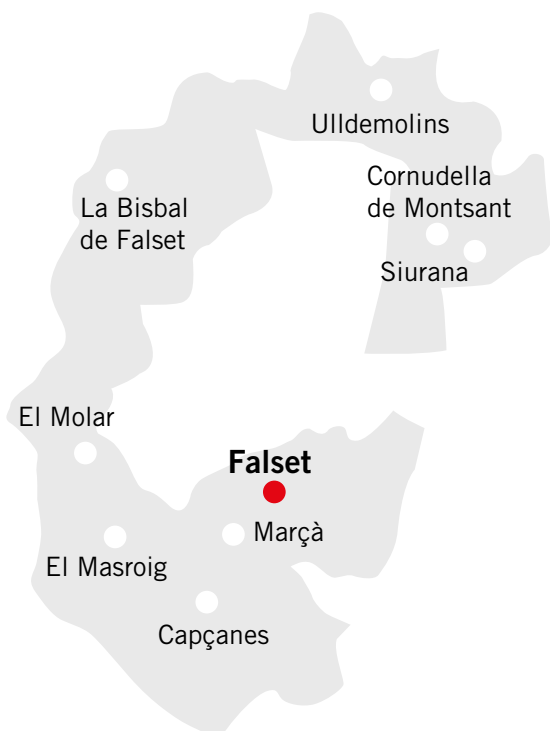 Ulldemolins
Cornudella
de Montsant
La Bisbal
de Falset
Siurana
El Molar
Falset
Marçà
El Masroig
Capçanes